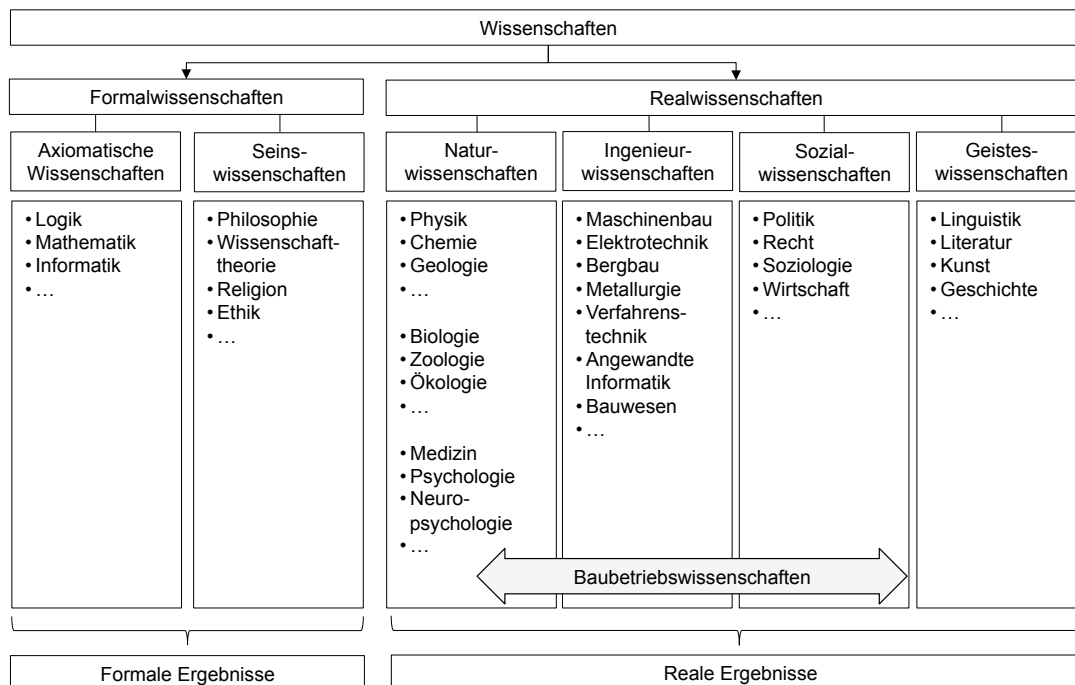 Wissenschaften
Formalwissenschaften
Realwissenschaften
Axiomatische
Wissenschaften
Seins-
wissenschaften
Natur-
wissenschaften
Ingenieur-
wissenschaften
Sozial-
wissenschaften
Geistes-
wissenschaften
• Logik
• Mathematik
• Informatik
• …
• Philosophie
• Wissenschaft-
theorie
• Religion
• Ethik
• …
• Physik
• Chemie
• Geologie
• …
• Biologie
• Zoologie
• Ökologie
• …
• Medizin
• Psychologie
• Neuro-
psychologie
• …
• Maschinenbau
• Elektrotechnik
• Bergbau
• Metallurgie
• Verfahrens-
technik
• Angewandte
Informatik
• Bauwesen
• …
• Politik
• Recht
• Soziologie
• Wirtschaft
• …
• Linguistik
• Literatur
• Kunst
• Geschichte
• …
Baubetriebswissenschaften
Formale Ergebnisse
Reale Ergebnisse